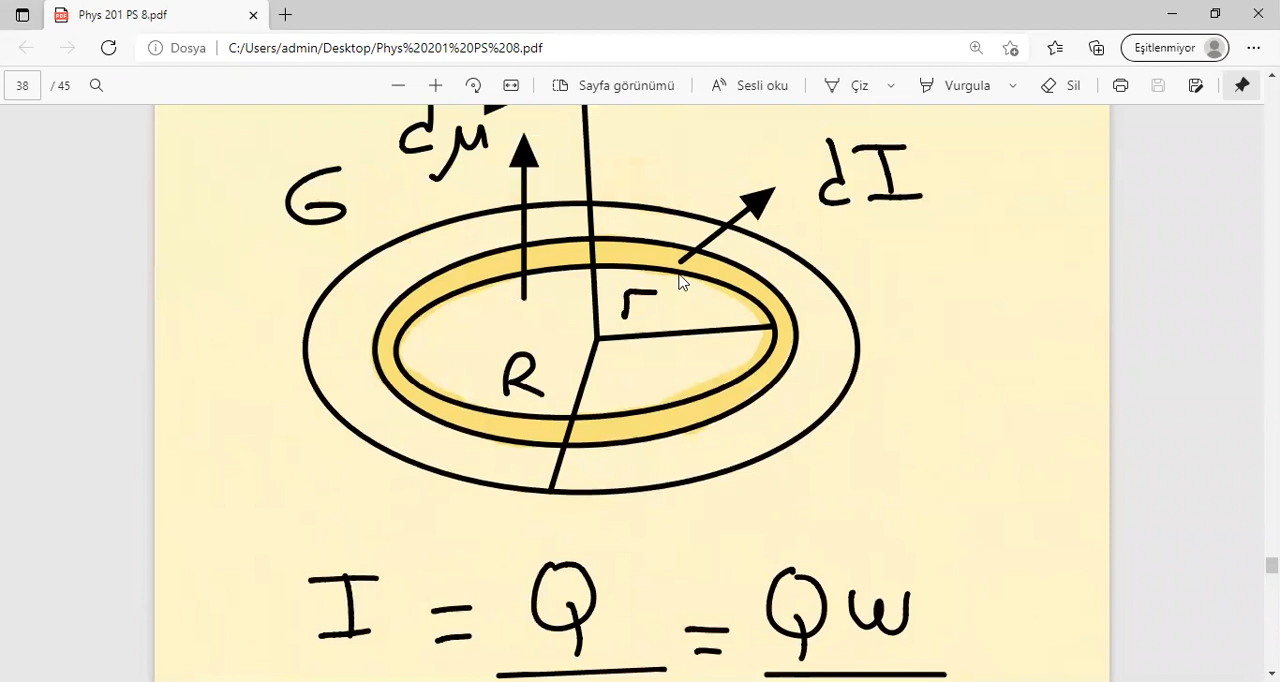 Phys 201 PS 8.pdf
Dosya C:/Users/admin/Desktop/Phys%20201%20PS%208.pdf Eşitlenmiyor
38 / 45 Sayfa görünümü Sesli oku Çiz Vurgula Sil
dμ
dI
σ
r
R
I = Q = Qw